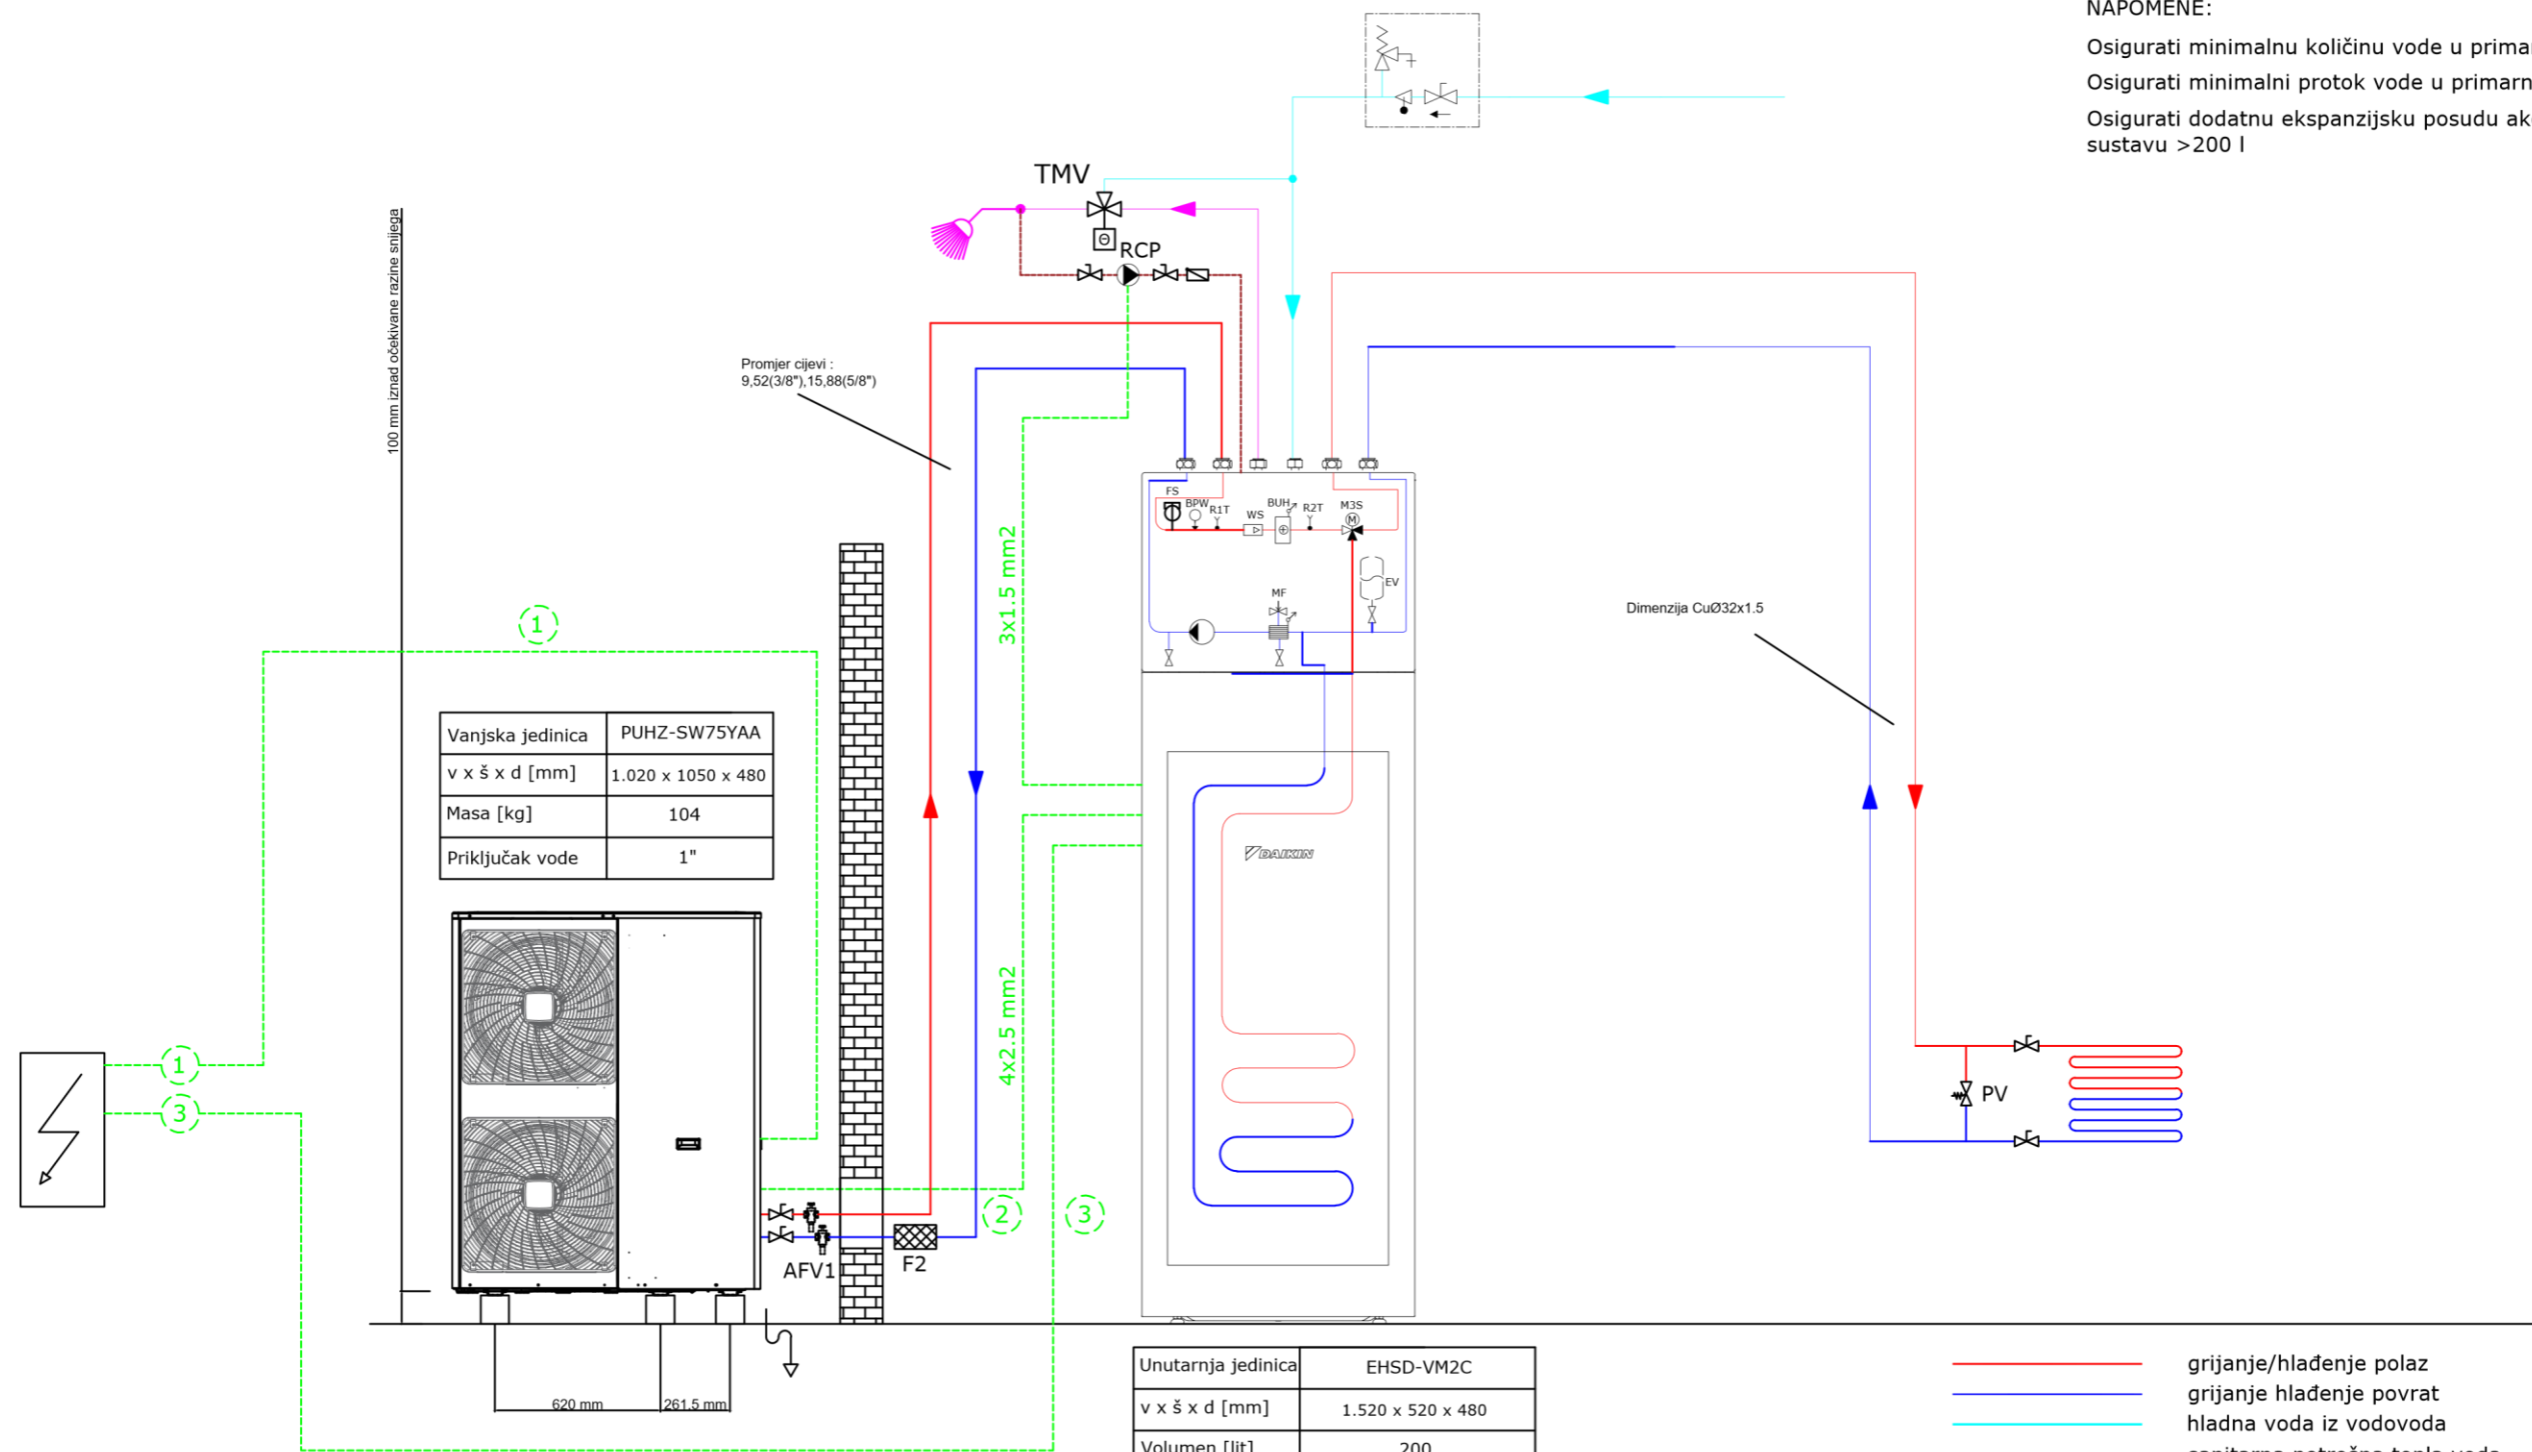 NAPOMENE:
Osigurati minimalnu količinu vode u
Osigurati minimalni protok vode u
Osigurati dodatnu ekspanzijsku posudu
sustavu >200 l
TMV
RCP
100 mm iznad očekivane razine snijega
Promjer cijevi :
9,52(3/8"),15,88(5/8")
FS
BPW
R1T
WS
BUH
R2T
M3S
M
EV
MF
3x1.5 mm2
Dimenzija CuØ32x1.5
1
Vanjska jedinica PUHZ-SW75YAA
v x š x d [mm] 1.020 x 1050 x 480
Masa [kg] 104
Priključak vode 1"
DAIKIN
4x2.5 mm2
1
3
PV
2
3
AFV1
F2
620 mm
261,5 mm
Unutarnja jedinica EHSD-VM2C
v x š x d [mm] 1.520 x 520 x 480
Volumen [lit] 200
grijanje/hlađenje polaz
grijanje hlađenje povrat
hladna voda iz vodovoda